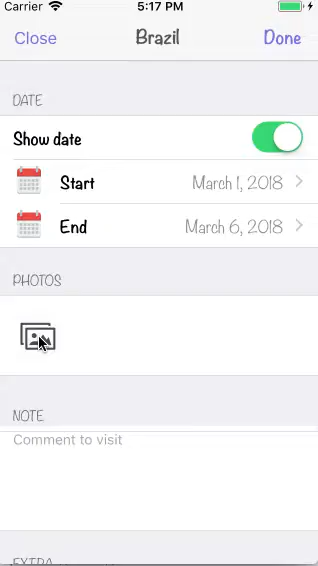 Carrier 5:17 PM
Close Brazil Done
DATE
Show date
Start March 1, 2018
End March 6, 2018
PHOTOS
NOTE
Comment to visit
EXTRA